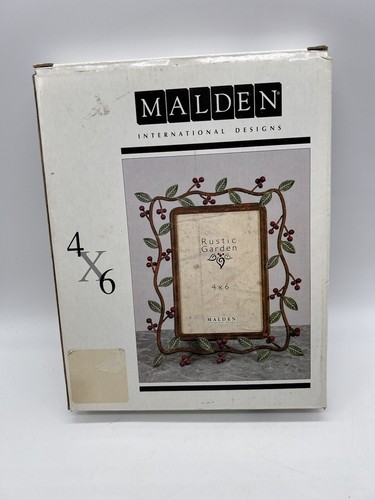 MALDEN®
INTERNATIONAL DESIGNS
4X6
Rustic
Garden
4x6
MALDEN